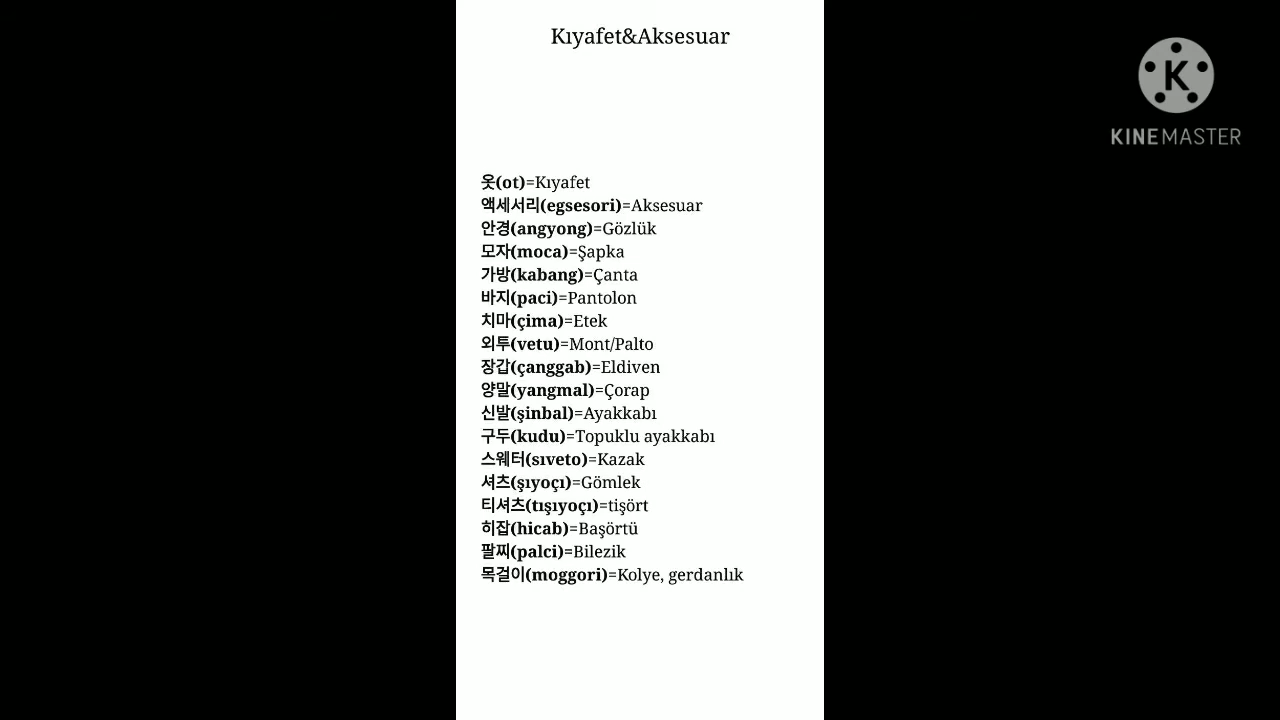 Kıyafet&Aksesuar
KINEMASTER
옷(ot)=Kıyafet
액세서리(egsesori)=Aksesuar
안경(angyong)=Gözlük
모자(moca)=Şapka
가방(kabang)=Çanta
바지(paci)=Pantolon
치마(çima)=Etek
외투(vetu)=Mont/Palto
장갑(çanggab)=Eldiven
양말(yangmal)=Çorap
신발(şinbal)=Ayakkabı
구두(kudu)=Topuklu ayakkabı
스웨터(sıveto)=Kazak
셔츠(şıyoçı)=Gömlek
티셔츠(tışıyoçı)=tişört
히잡(hicab)=Başörtü
팔찌(palci)=Bilezik
목걸이(moggori)=Kolye, gerdanlık